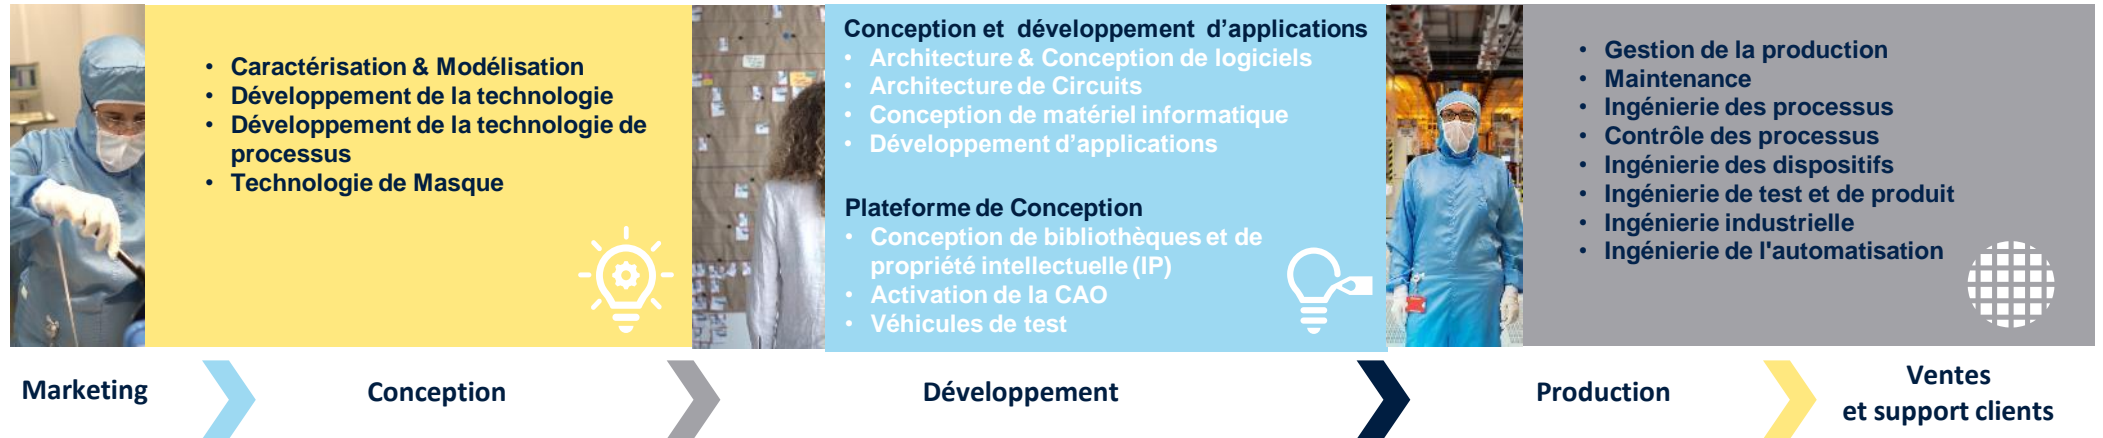 • Caractérisation & Modélisation
• Développement de la technologie
• Développement de la technologie de
processus
• Technologie de Masque
Conception et développement d’applications
• Architecture & Conception de logiciels
• Architecture de Circuits
• Conception de matériel informatique
• Développement d’applications
Plateforme de Conception
• Conception de bibliothèques et de
propriété intellectuelle (IP)
• Activation de la CAO
• Véhicules de test
• Gestion de la production
• Maintenance
• Ingénierie des processus
• Contrôle des processus
• Ingénierie des dispositifs
• Ingénierie de test et de produit
• Ingénierie industrielle
• Ingénierie de l'automatisation
Marketing
Conception
Développement
Production
Ventes
et support clients